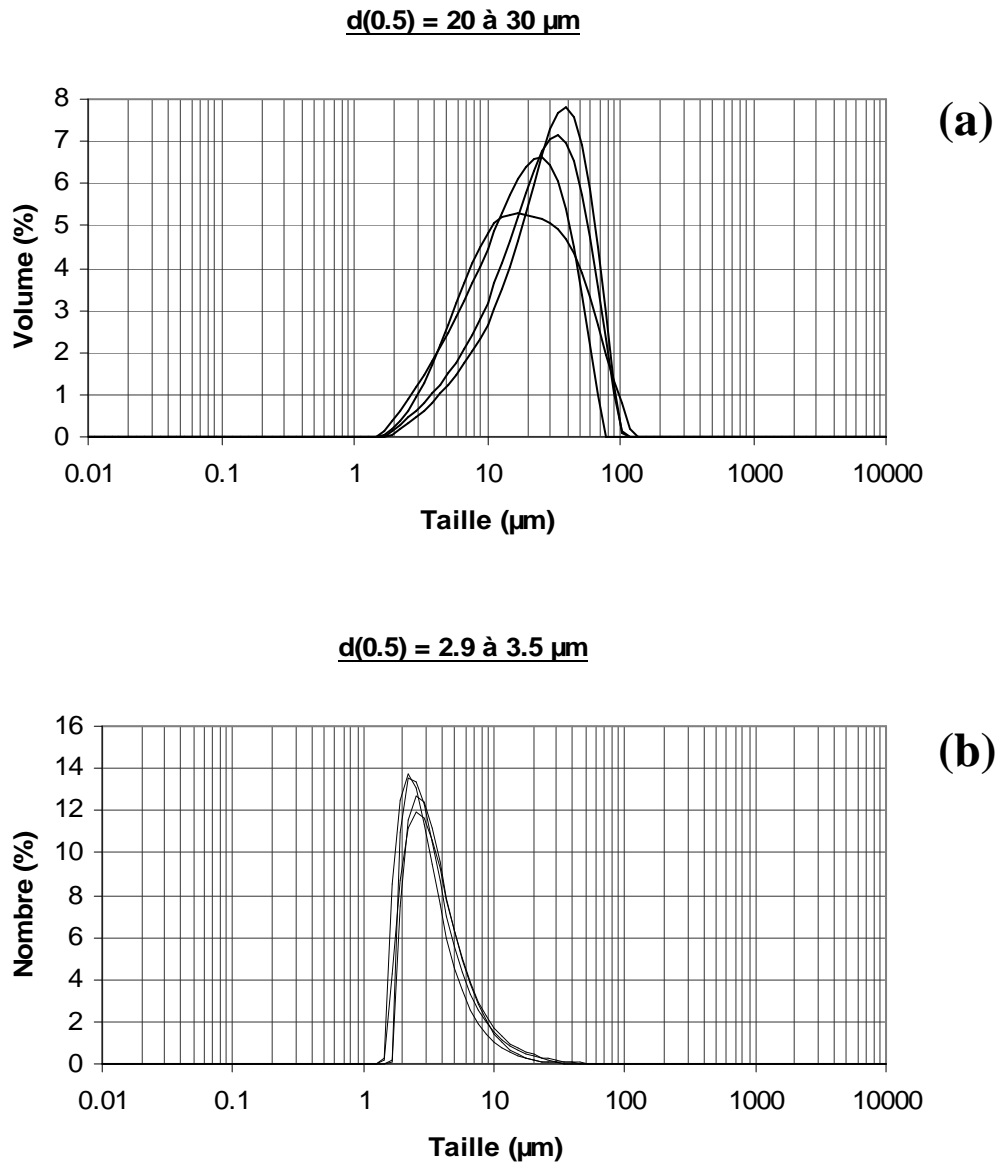 d(0.5) = 20 à 30 µm
(a)
8
7
6
5
4
3
2
1
0
Volume (%)
0.01 0.1 1 10 100 1000 10000
Taille (µm)
d(0.5) = 2.9 à 3.5 µm
(b)
16
14
12
10
8
6
4
2
0
Nombre (%)
0.01 0.1 1 10 100 1000 10000
Taille (µm)